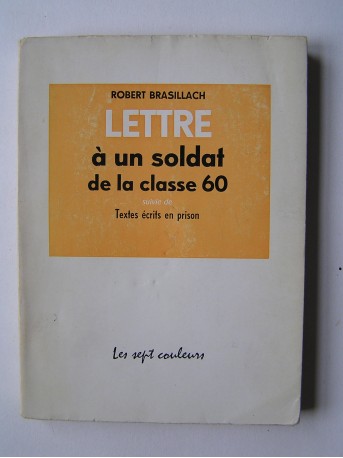 ROBERT BRASILLACH
LETTRE
à un soldat
de la classe 60
suivie de
Textes écrits en prison
Les sept couleurs